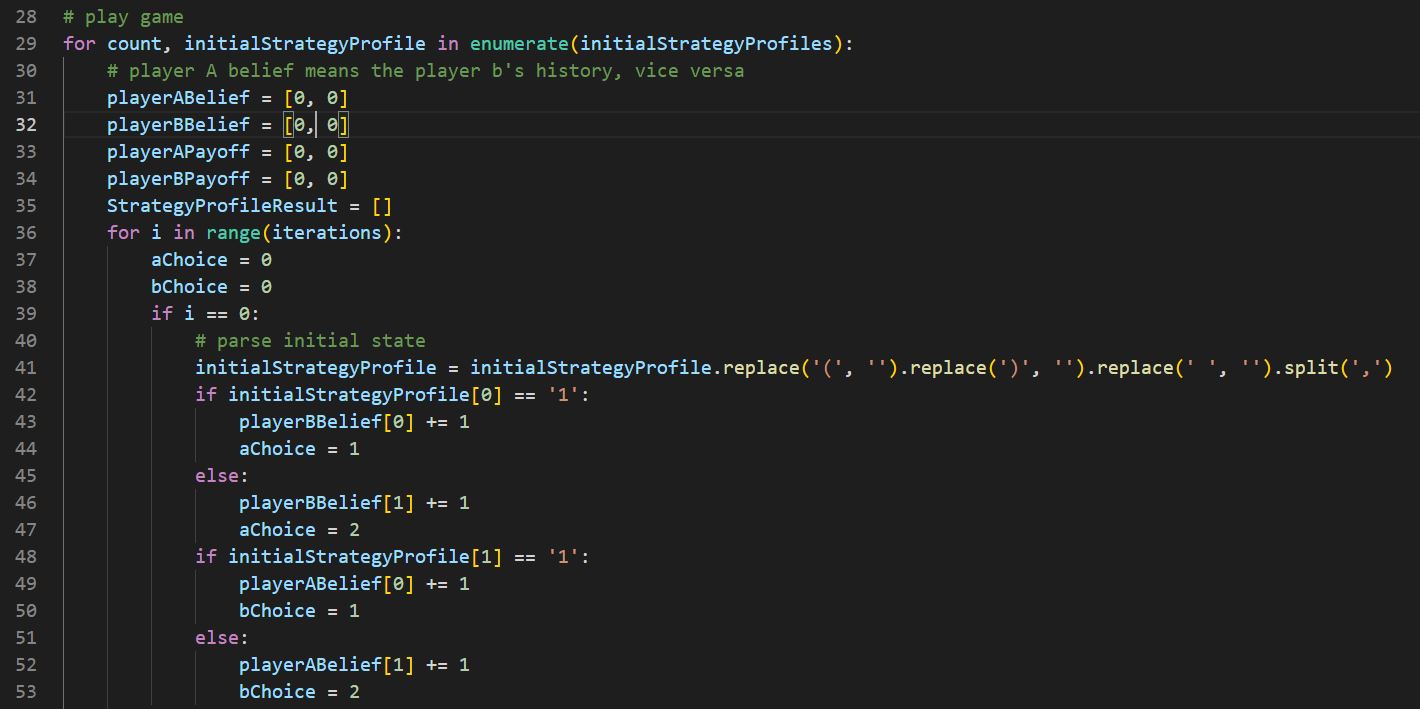 28 # play game
29 for count, initialStrategyProfile in enumerate(initialStrategyProfiles):
30     # player A belief means the player b's history, vice versa
31     playerABelief = [0, 0]
32     playerBBelief = [0, 0]
33     playerAPayoff = [0, 0]
34     playerBPayoff = [0, 0]
35     StrategyProfileResult = []
36     for i in range(iterations):
37         aChoice = 0
38         bChoice = 0
39         if i == 0:
40             # parse initial state
41             initialStrategyProfile = initialStrategyProfile.replace('(', '').replace(')', '').replace(' ', '').split(',')
42             if initialStrategyProfile[0] == '1':
43                 playerBBelief[0] += 1
44                 aChoice = 1
45             else:
46                 playerBBelief[1] += 1
47                 aChoice = 2
48             if initialStrategyProfile[1] == '1':
49                 playerABelief[0] += 1
50                 bChoice = 1
51             else:
52                 playerABelief[1] += 1
53                 bChoice = 2